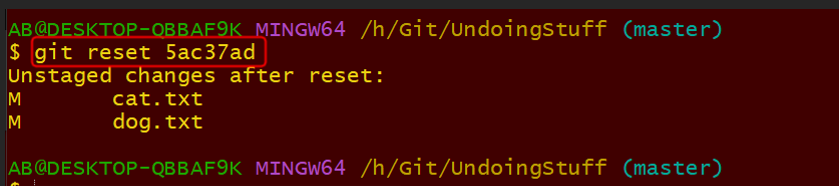 AB@DESKTOP-QBBAF9K MINGW64 /h/Git/UndoingStuff (master)
$ git reset 5ac37ad
Unstaged changes after reset:
M       cat.txt
M       dog.txt
AB@DESKTOP-QBBAF9K MINGW64 /h/Git/UndoingStuff (master)
$